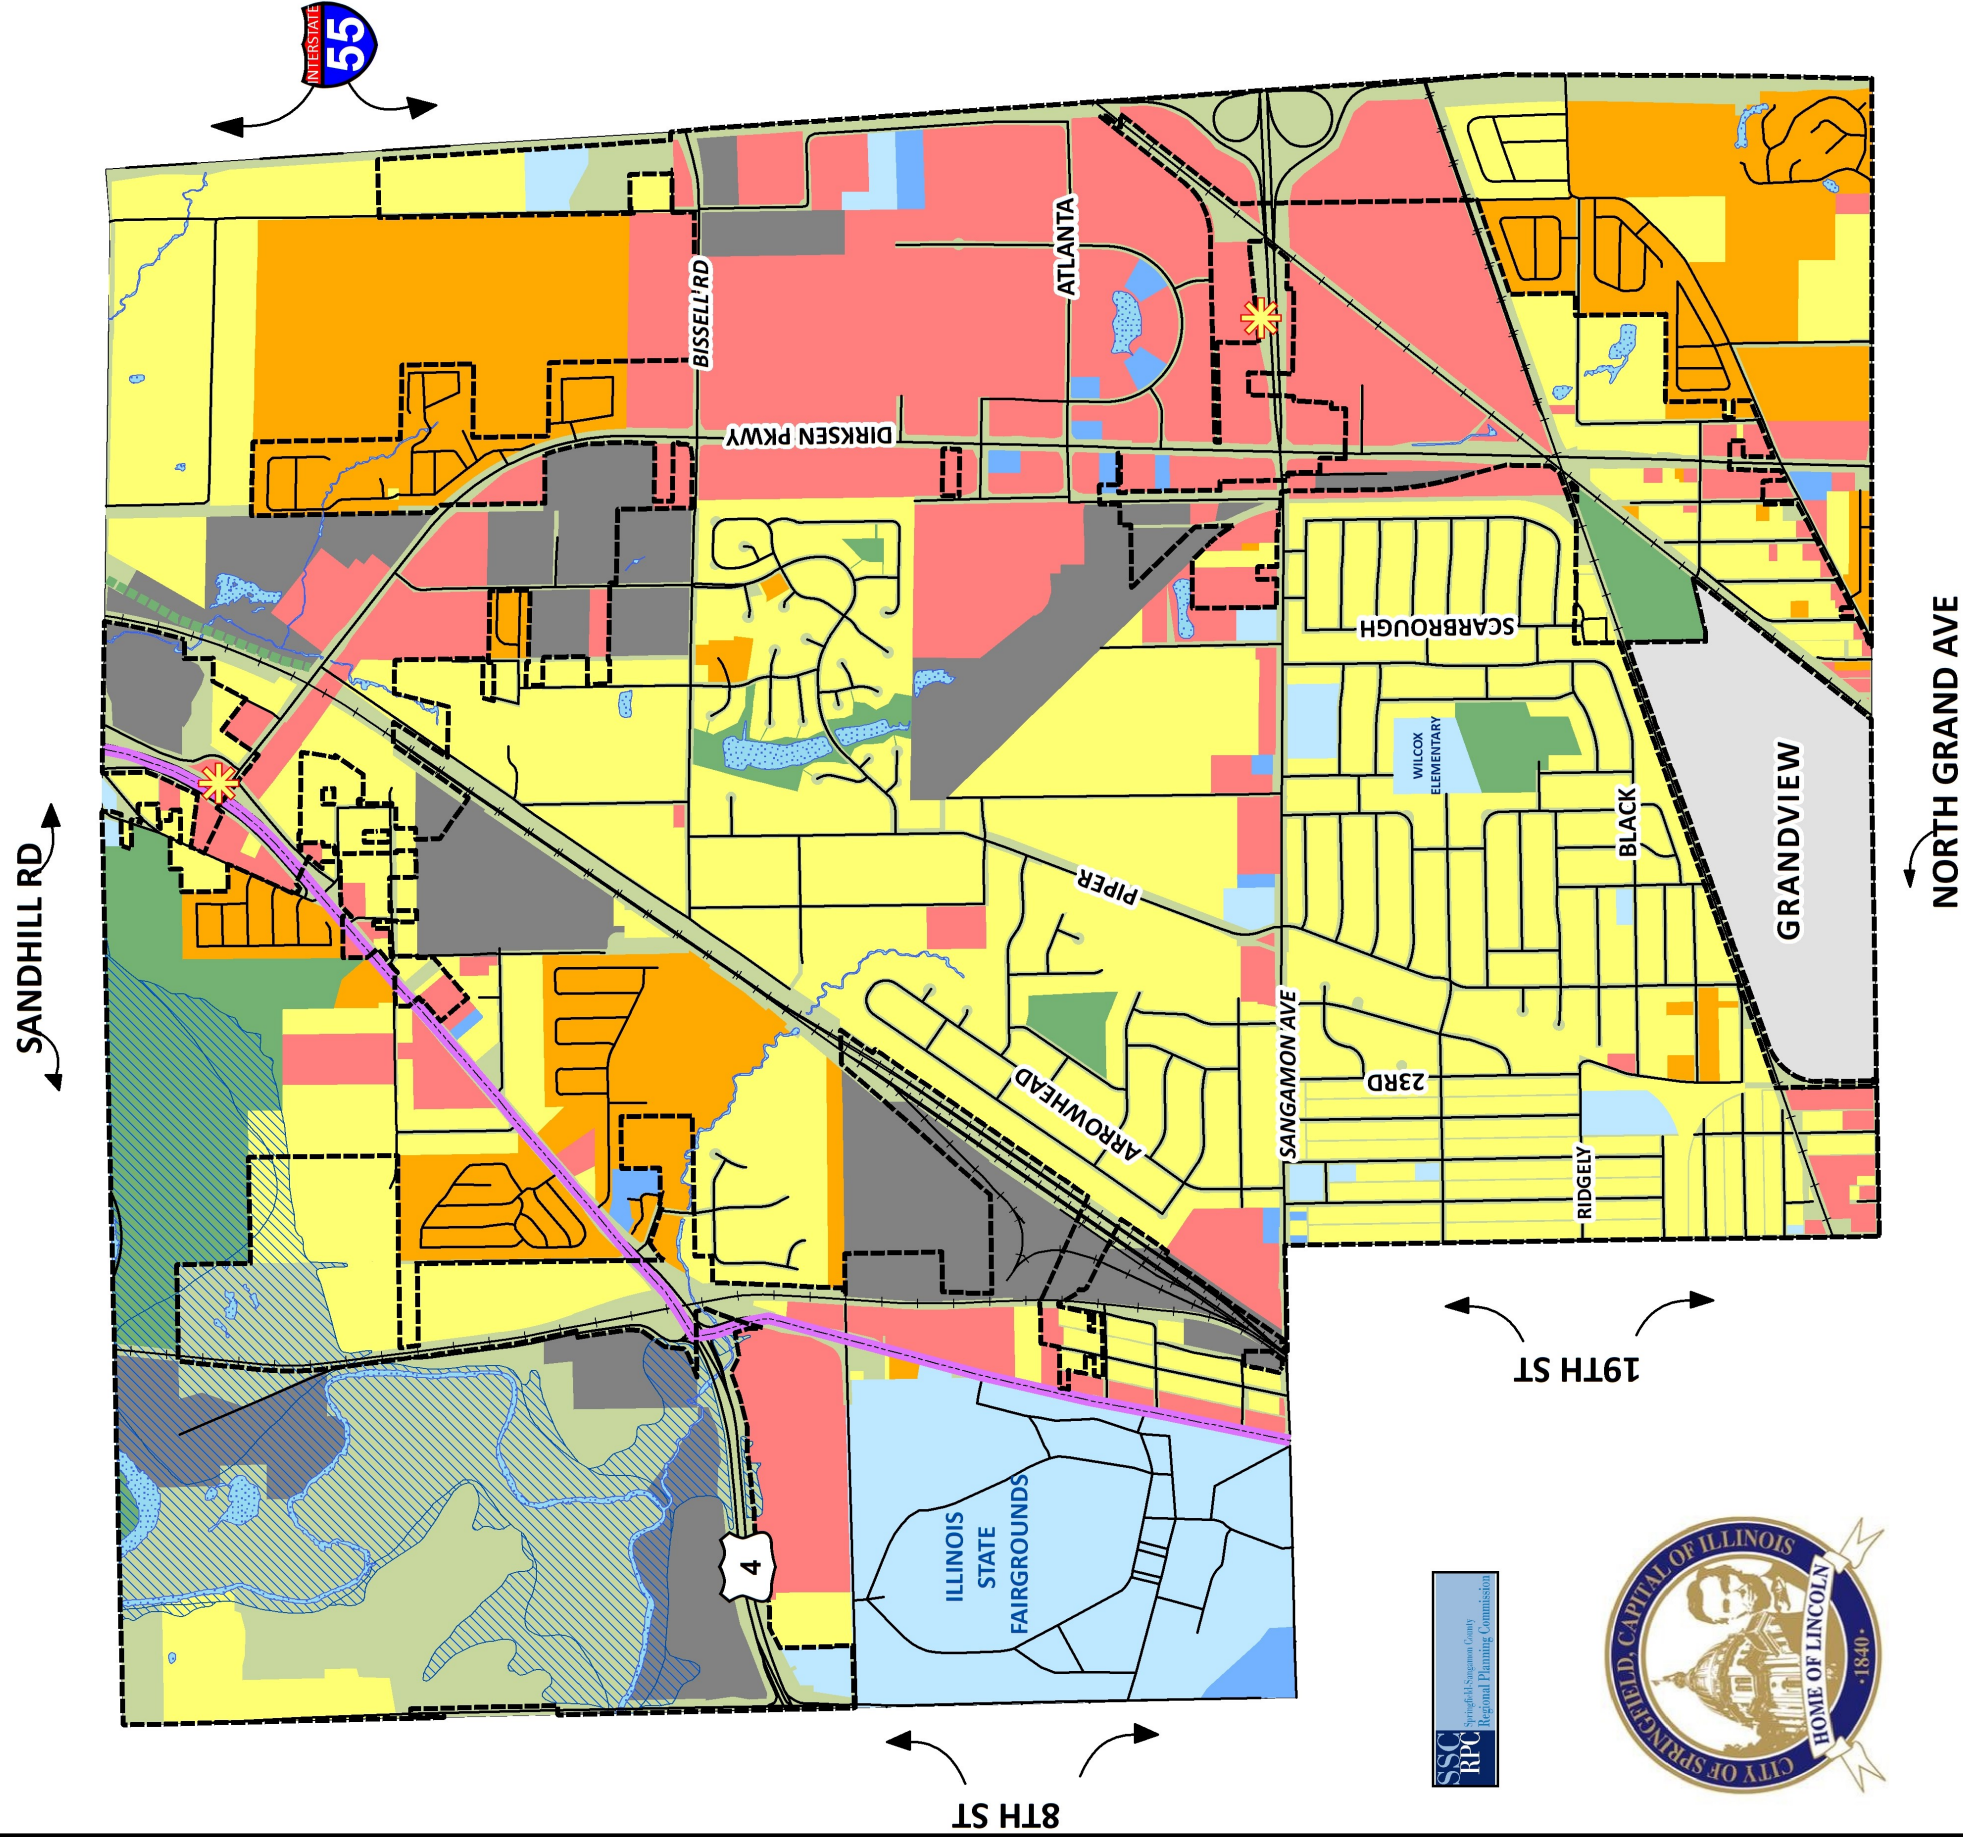 INTERSTATE
55
SANDHILL RD
BISSELL RD
ATLANTA
DIRKSEN PKWY
SCARBROUGH
WILCOX
ELEMENTARY
BLACK
GRANDVIEW
NORTH GRAND AVE
PIPER
ARROWHEAD
SANGAMON AVE
23RD
RIDGELY
19TH ST
4
ILLINOIS
STATE
FAIRGROUNDS
8TH ST
SSC
RPC
Springfield-Sangamon County
Regional Planning Commission
CITY OF SPRINGFIELD, CAPITAL OF ILLINOIS
HOME OF LINCOLN
·1840·